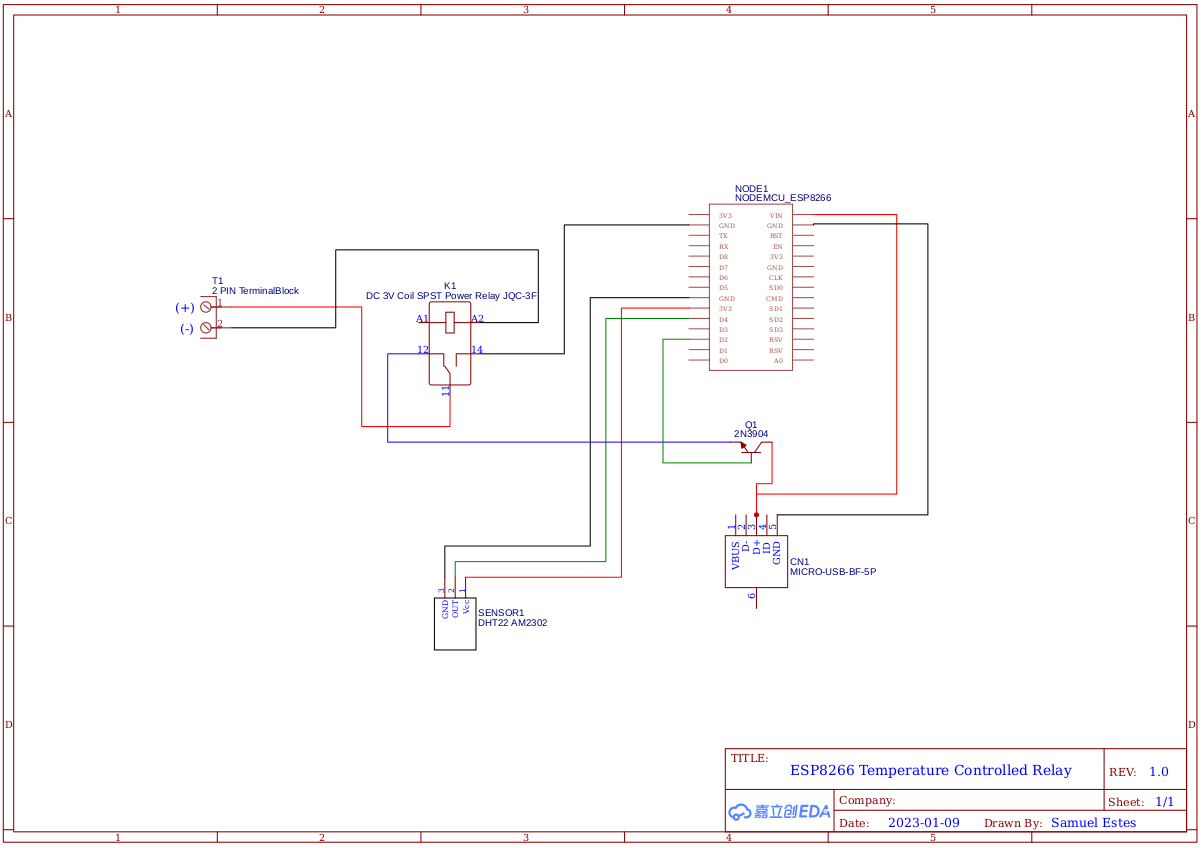 1 2 3 4 5
A A
B B
C C
D D
NODE1
NODEMCU_ESP8266
3V3 VIN
GND GND
TX RST
RX EN
D8 3V3
D7 GND
D6 CLK
D5 SD0
GND CMD
3V3 SD1
D4 SD2
D3 SD3
D2 RSV
D1 RSV
D0 A0
T1
2 PIN TerminalBlock
(+) 1
(-) 2
K1
DC 3V Coil SPST Power Relay JQC-3F
A1 A2
12 14
11
Q1
2N3904
1 2 3 4 5
VBUS D- D+ ID GND
6
CN1
MICRO-USB-BF-5P
3 2 1
GND OUT Vcc
SENSOR1
DHT22 AM2302
TITLE:
ESP8266 Temperature Controlled Relay
REV: 1.0
嘉立创EDA
Company:
Sheet: 1/1
Date: 2023-01-09 Drawn By: Samuel Estes
1 2 3 4 5